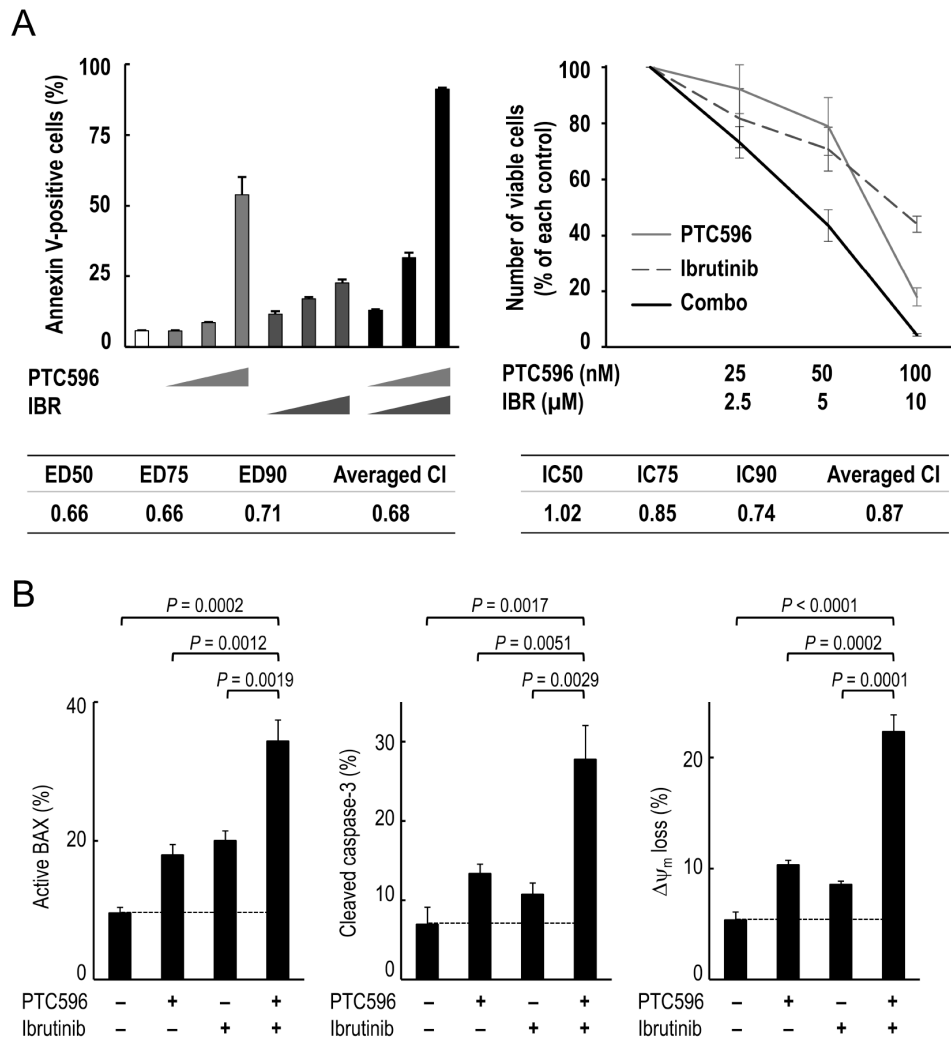 A
Annexin V-positive cells (%)
100
75
50
25
0
PTC596
IBR
Number of viable cells
(% of each control)
100
80
60
40
20
0
PTC596
Ibrutinib
Combo
PTC596 (nM) 25 50 100
IBR (µM) 2.5 5 10
ED50 ED75 ED90 Averaged CI
0.66 0.66 0.71 0.68
IC50 IC75 IC90 Averaged CI
1.02 0.85 0.74 0.87
B
P = 0.0002
P = 0.0012
P = 0.0019
Active BAX (%)
40
20
0
P = 0.0017
P = 0.0051
P = 0.0029
Cleaved caspase-3 (%)
30
20
10
0
P < 0.0001
P = 0.0002
P = 0.0001
Δψm loss (%)
20
10
0
PTC596 – + – + – + – + – + – +
Ibrutinib – – + + – – + + – – + +